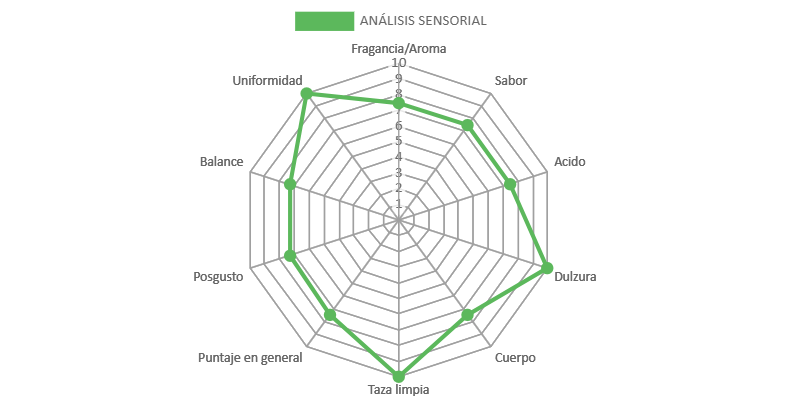 ANÁLISIS SENSORIAL
Fragancia/Aroma
10
9
8
7
6
5
4
3
2
1
Uniformidad
Sabor
Balance
Acido
Posgusto
Dulzura
Puntaje en general
Cuerpo
Taza limpia